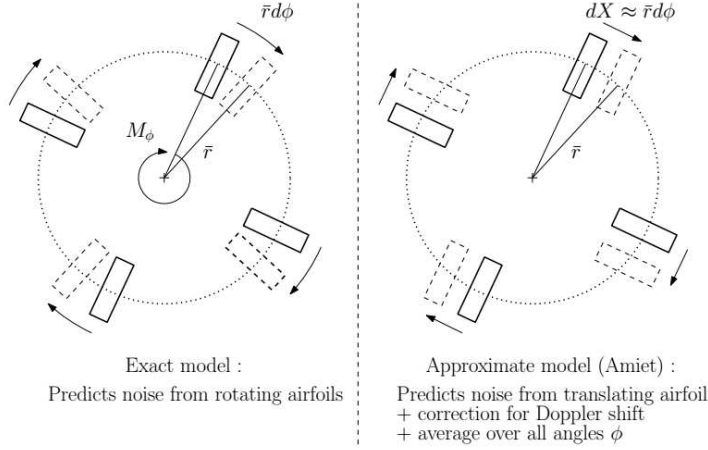 r̄dϕ
M_ϕ
r̄
Exact model :
Predicts noise from rotating airfoils
dX ≈ r̄dϕ
r̄
Approximate model (Amiet) :
Predicts noise from translating airfoil
+ correction for Doppler shift
+ average over all angles ϕ